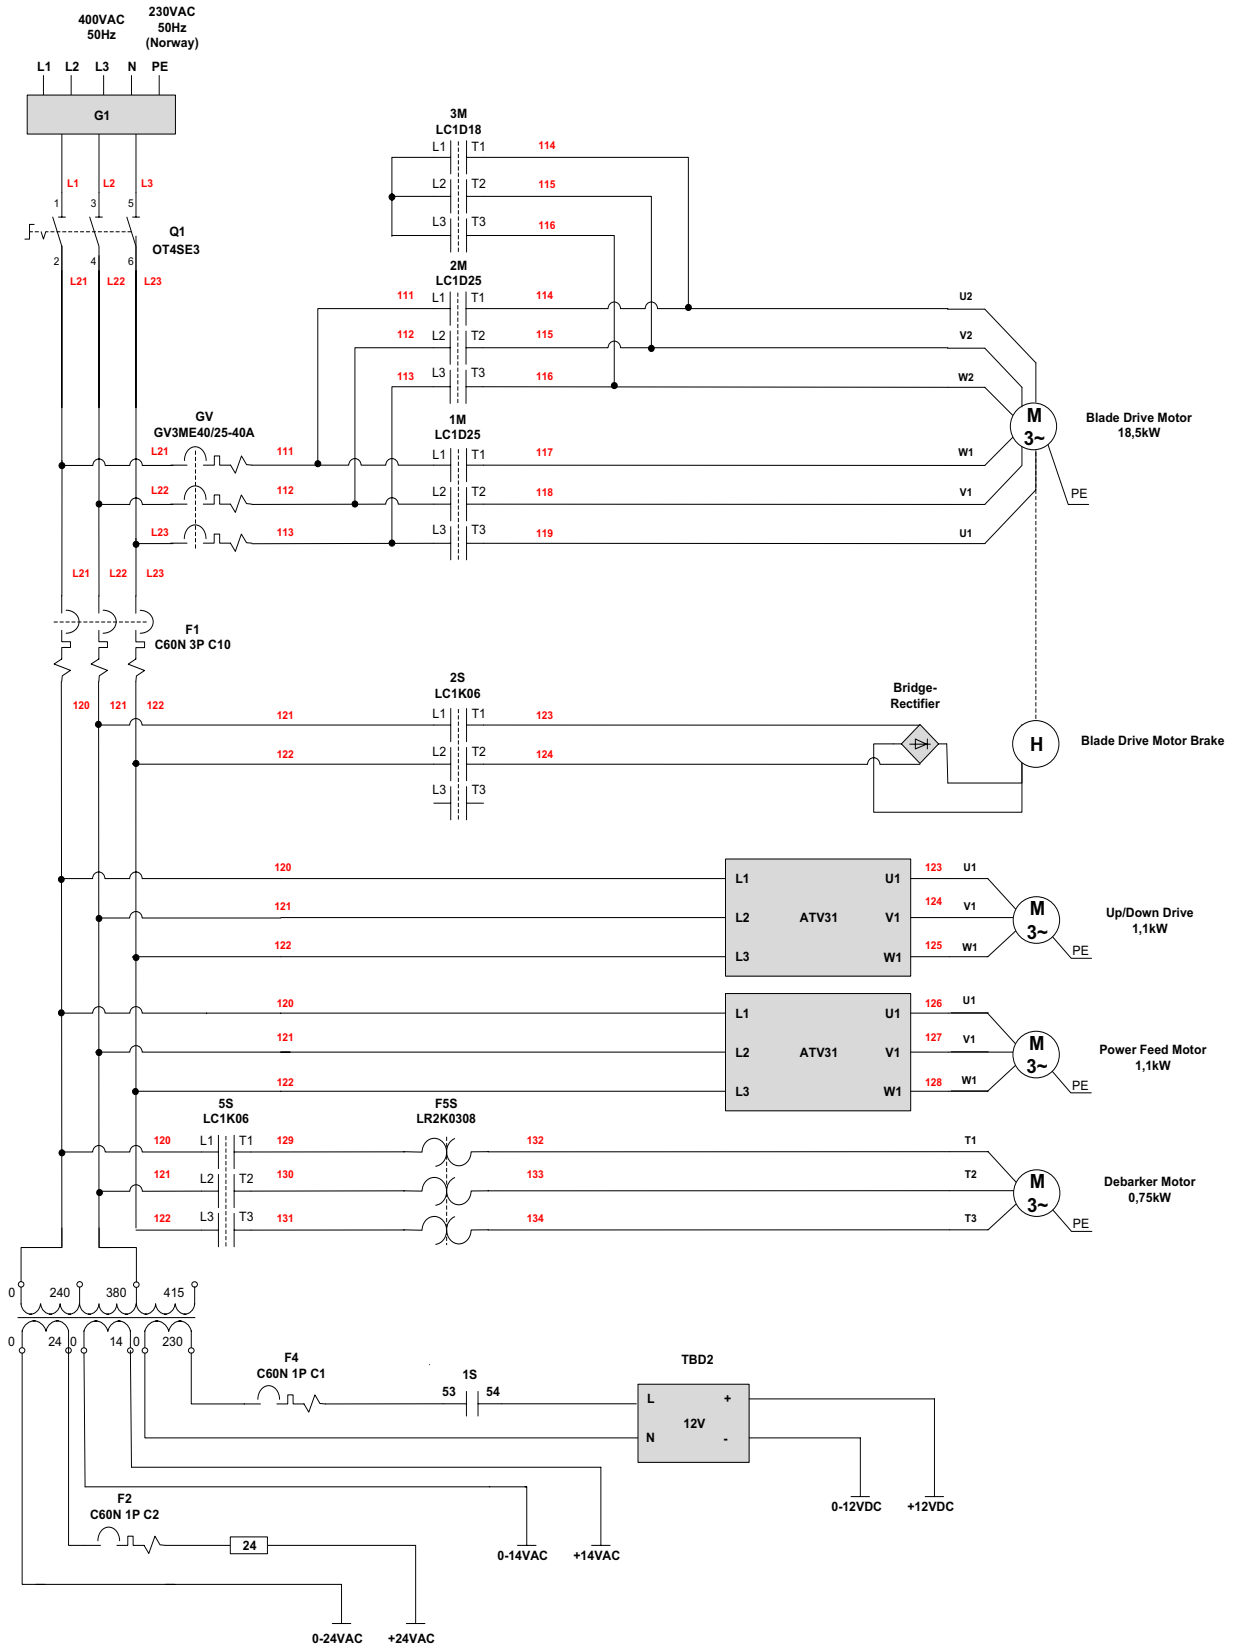 400VAC
50Hz
230VAC
50Hz
(Norway)
L1 L2 L3 N PE
G1
L1 L2 L3
1 3 5
Q1
OT4SE3
2 4 6
L21 L22 L23
3M
LC1D18
L1 T1 114
L2 T2 115
L3 T3 116
2M
LC1D25
111 L1 T1 114 U2
112 L2 T2 115 V2
113 L3 T3 116 W2
GV
GV3ME40/25-40A
1M
LC1D25
L21 111 L1 T1 117 W1
L22 112 L2 T2 118 V1
L23 113 L3 T3 119 U1
M
3~
PE
Blade Drive Motor
18,5kW
L21 L22 L23
F1
C60N 3P C10
120 121 122
2S
LC1K06
121 L1 T1 123
122 L2 T2 124
L3 T3
Bridge-
Rectifier
H
Blade Drive Motor Brake
120 L1 U1 123 U1
121 L2 ATV31 V1 124 V1
122 L3 W1 125 W1
M
3~
PE
Up/Down Drive
1,1kW
120 L1 U1 126 U1
121 L2 ATV31 V1 127 V1
122 L3 W1 128 W1
M
3~
PE
Power Feed Motor
1,1kW
5S
LC1K06
F5S
LR2K0308
120 L1 T1 129 132 T1
121 L2 T2 130 133 T2
122 L3 T3 131 134 T3
M
3~
PE
Debarker Motor
0,75kW
0 240 380 415
0 24 0 14 0 230
F4
C60N 1P C1
1S
53 54
TBD2
L +
12V
N -
0-12VDC +12VDC
F2
C60N 1P C2
24
0-14VAC +14VAC
0-24VAC +24VAC